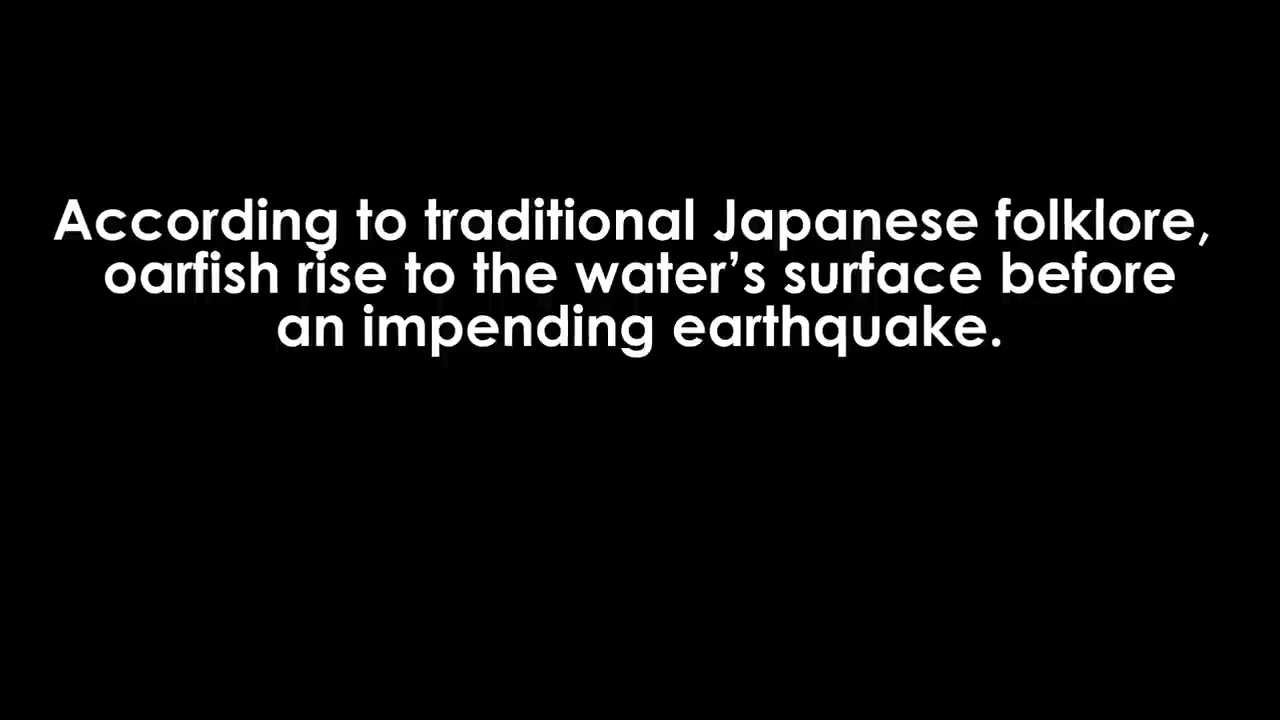 According to traditional Japanese folklore,
oarfish rise to the water’s surface before
an impending earthquake.